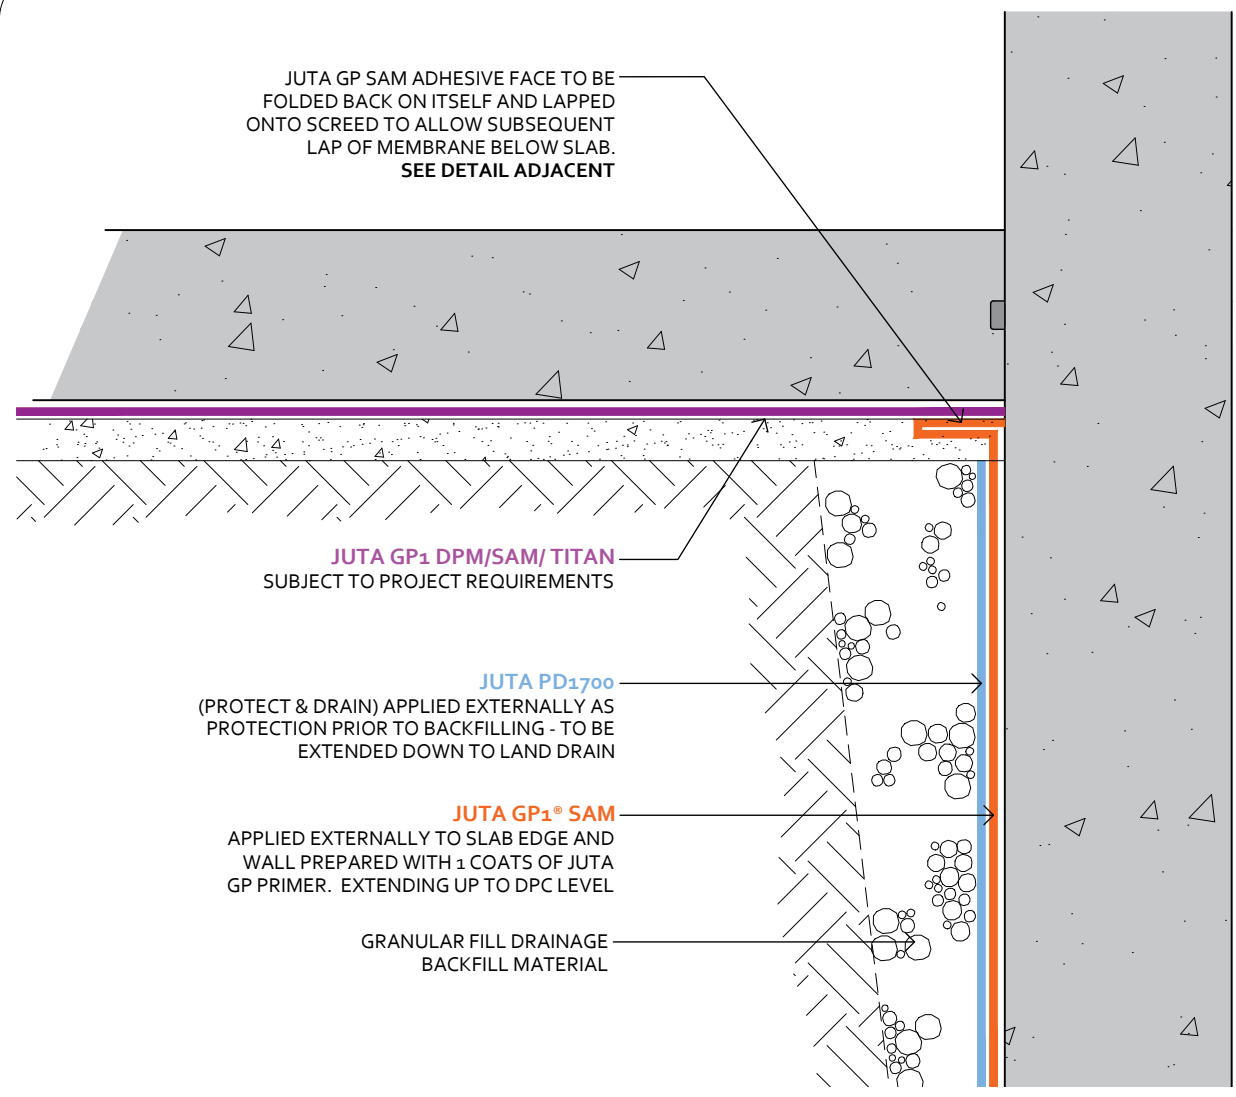 JUTA GP SAM ADHESIVE FACE TO BE
FOLDED BACK ON ITSELF AND LAPPED
ONTO SCREED TO ALLOW SUBSEQUENT
LAP OF MEMBRANE BELOW SLAB.
SEE DETAIL ADJACENT
JUTA GP1 DPM/SAM/ TITAN
SUBJECT TO PROJECT REQUIREMENTS
JUTA PD1700
(PROTECT & DRAIN) APPLIED EXTERNALLY AS
PROTECTION PRIOR TO BACKFILLING - TO BE
EXTENDED DOWN TO LAND DRAIN
JUTA GP1® SAM
APPLIED EXTERNALLY TO SLAB EDGE AND
WALL PREPARED WITH 1 COATS OF JUTA
GP PRIMER. EXTENDING UP TO DPC LEVEL
GRANULAR FILL DRAINAGE
BACKFILL MATERIAL